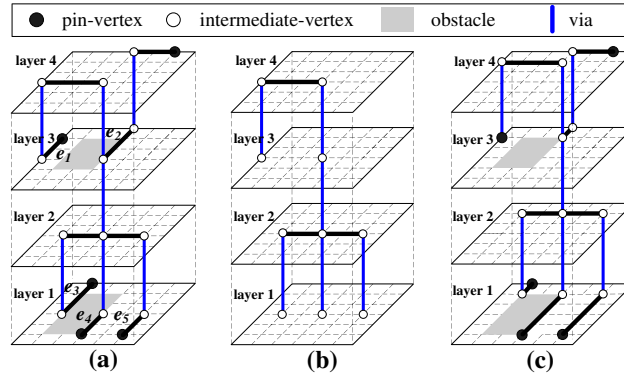 pin-vertex intermediate-vertex obstacle via
layer 4
layer 3
e1
e2
layer 2
layer 1
e3
e4
e5
(a)
layer 4
layer 3
layer 2
layer 1
(b)
layer 4
layer 3
layer 2
layer 1
(c)